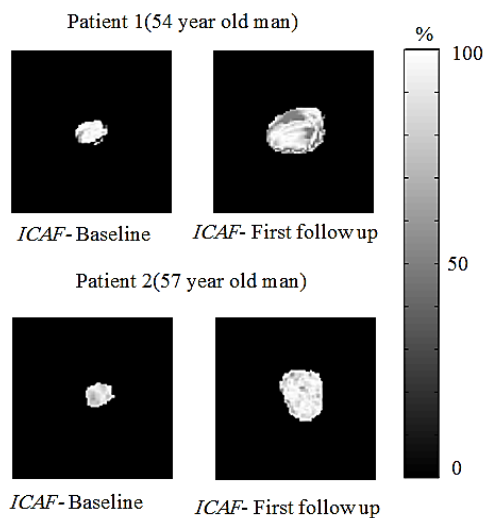 Patient 1(54 year old man)
%
100
ICAF- Baseline
ICAF- First follow up
50
Patient 2(57 year old man)
0
ICAF- Baseline
ICAF- First follow up